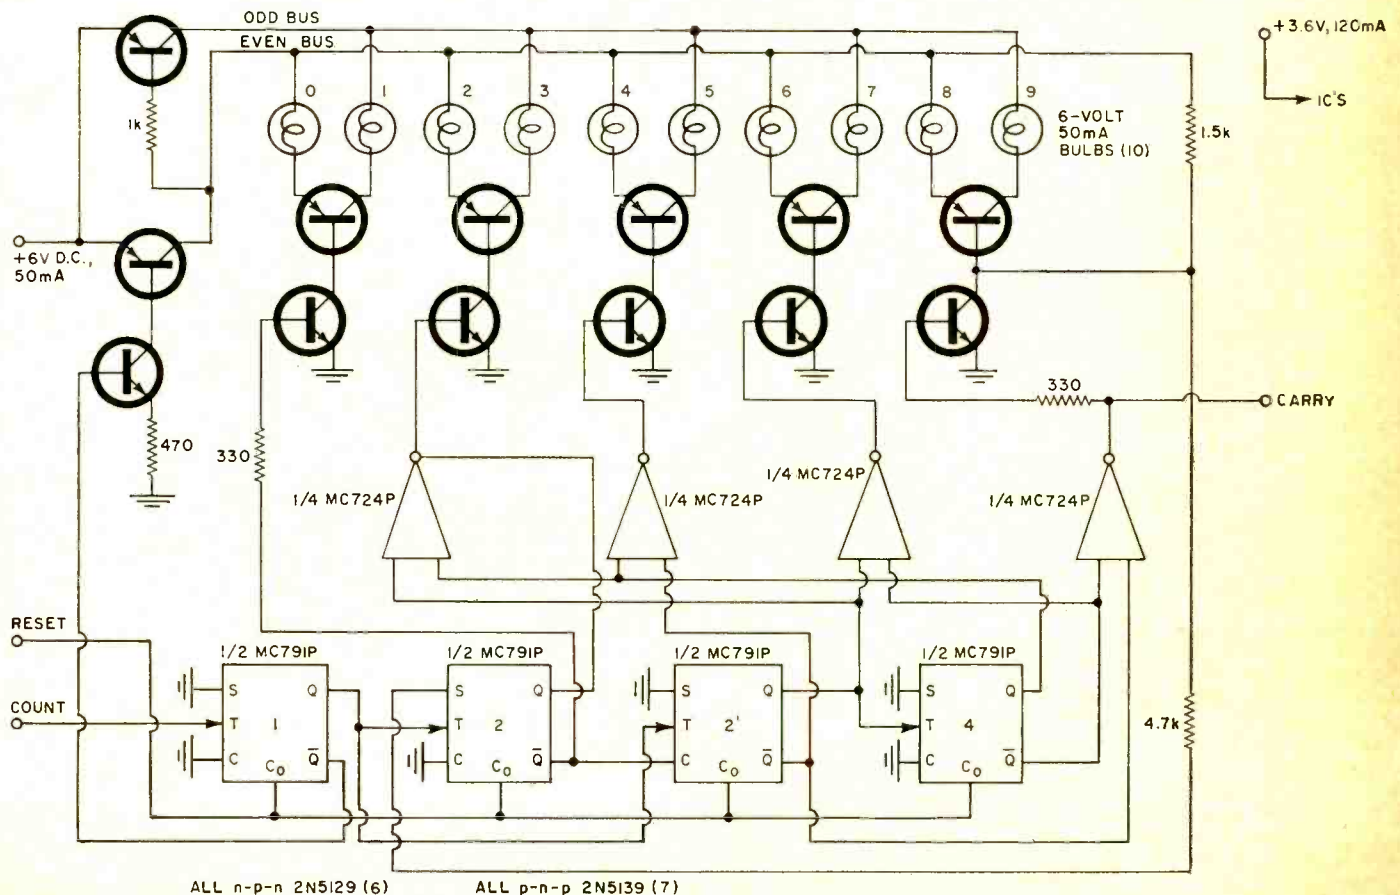 ODD BUS
EVEN BUS
+3.6V, 120mA
IC'S
0 1 2 3 4 5 6 7 8 9
1k
6-VOLT
50mA
BULBS (10)
1.5k
+6V D.C.,
50mA
470
330
330
CARRY
1/4 MC724P
1/4 MC724P
1/4 MC724P
1/4 MC724P
RESET
COUNT
1/2 MC791P
1/2 MC791P
1/2 MC791P
1/2 MC791P
S Q
T 1
C Q̅
C₀
S Q
T 2
C Q̅
C₀
S Q
T 2'
C Q̅
C₀
S Q
T 4
C Q̅
C₀
4.7k
ALL n-p-n 2N5129 (6)
ALL p-n-p 2N5139 (7)